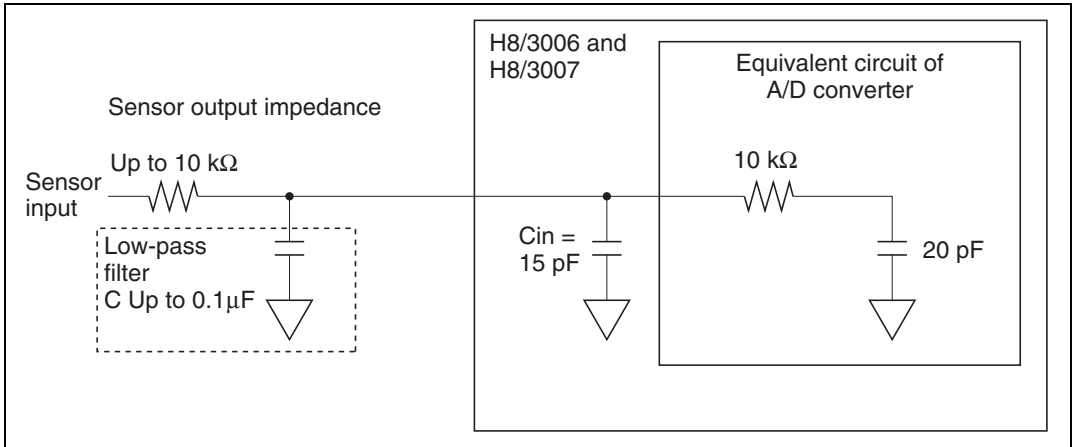 H8/3006 and
H8/3007
Equivalent circuit of
A/D converter
Sensor output impedance
Up to 10 kΩ
10 kΩ
Sensor
input
Low-pass
filter
C Up to 0.1μF
Cin =
15 pF
20 pF